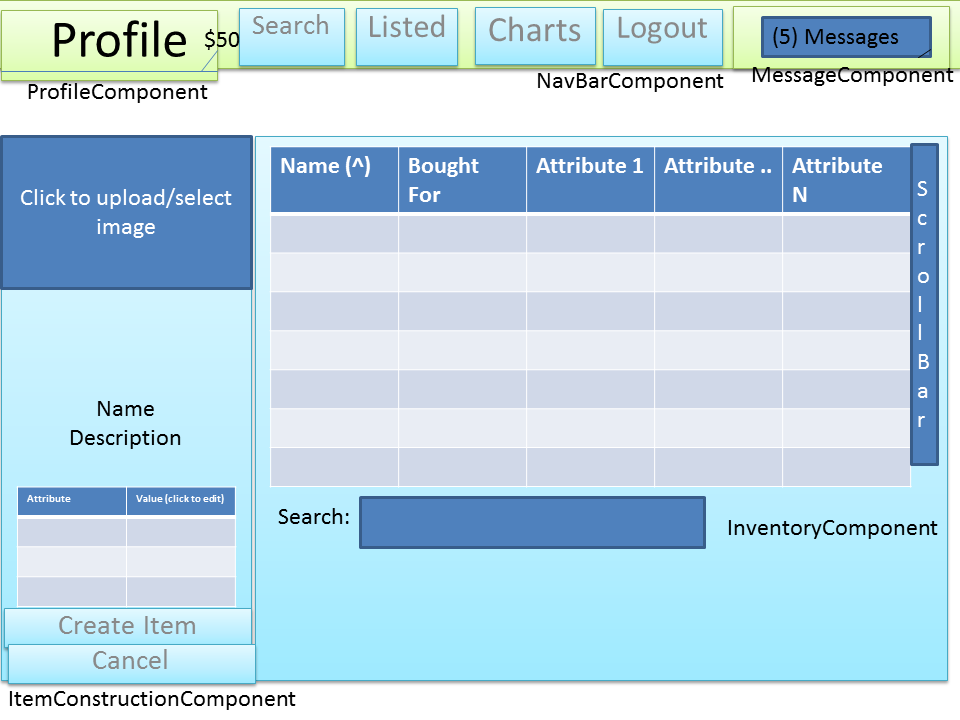 Profile
$50
Search
Listed
Charts
Logout
(5) Messages
ProfileComponent
NavBarComponent
MessageComponent
Click to upload/select
image
Name
Description
Attribute
Value (click to edit)
Create Item
Cancel
ItemConstructionComponent
Name (^)
Bought
For
Attribute 1
Attribute ..
Attribute
N
S
c
r
o
l
l
B
a
r
Search:
InventoryComponent